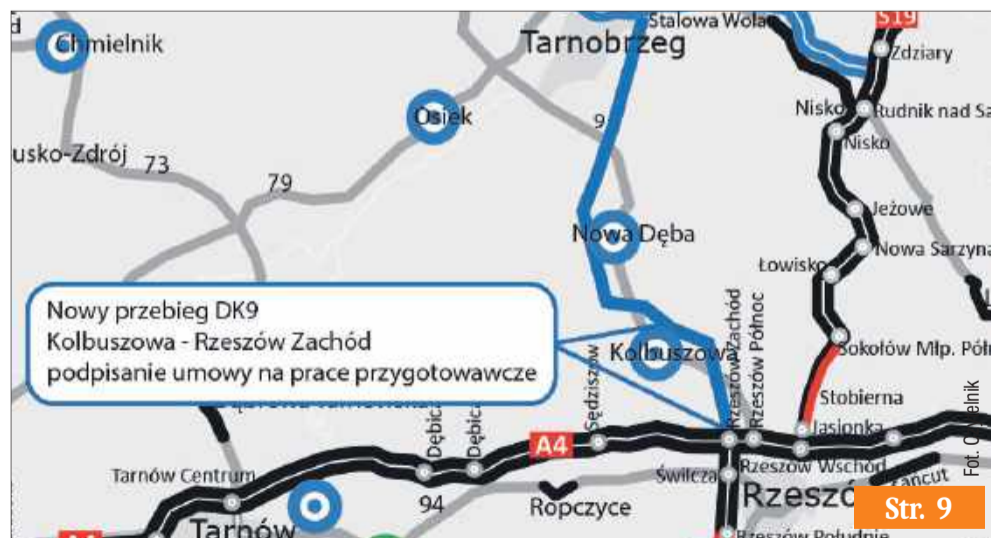 d
Stalowa Wola
S19
Chmielnik
Tarnobrzeg
Zdziary
Osiek
9
Nisko
Rudnik nad Sa
Nisko
usko-Zdrój
73
79
Jeżowe
Nowa Dęba
Nowa Sarzyna
Łowisko
Nowy przebieg DK9
Kolbuszowa - Rzeszów Zachód
podpisanie umowy na prace przygotowawcze
Kolbuszowa
Rzeszów Zachód
Rzeszów Północ
Sokołów Młp. Półn
Stobierna
Sędziszów
Dębica
Dębica
Jasionka
A4
Tarnów Centrum
94
Ropczyce
Świlcza
Rzeszów Wschód
Rzeszów
Łańcut
Tarnów
Rzeszów Południe
Str. 9